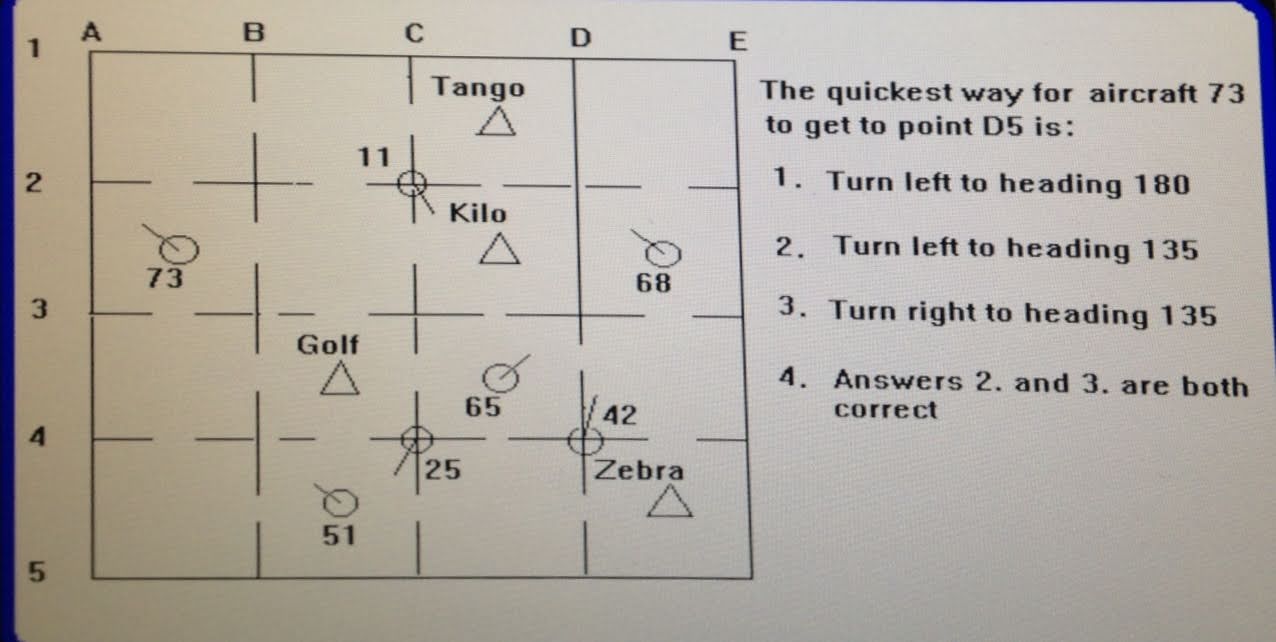 A B C D E
1
Tango
11
2
Kilo
73
68
3
Golf
65
42
4
25
Zebra
51
5
The quickest way for aircraft 73
to get to point D5 is:
1. Turn left to heading 180
2. Turn left to heading 135
3. Turn right to heading 135
4. Answers 2. and 3. are both
correct